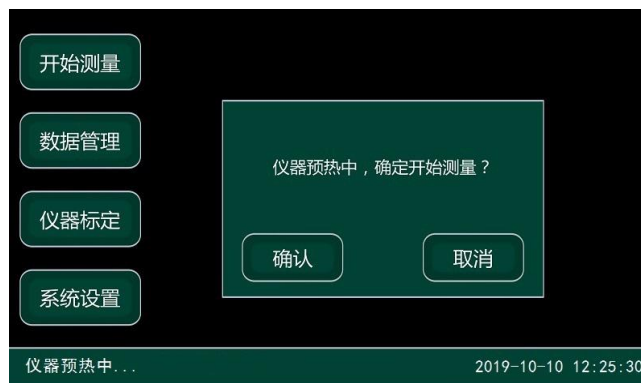 开始测量
数据管理
仪器标定
系统设置
仪器预热中，确定开始测量？
确认
取消
仪器预热中...
2019-10-10 12:25:30